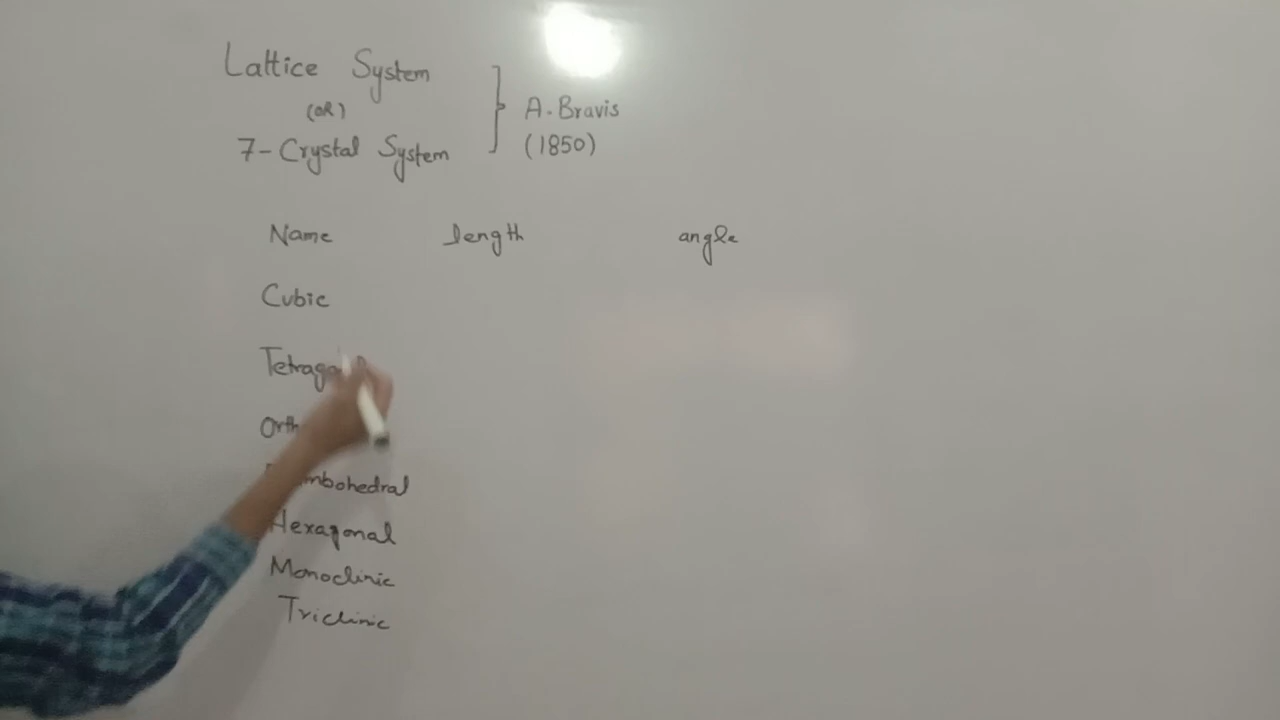 Lattice System
(OR)
7- Crystal System
A. Bravis
(1850)
Name length angle
Cubic
Hexagonal
Monoclinic
Triclinic